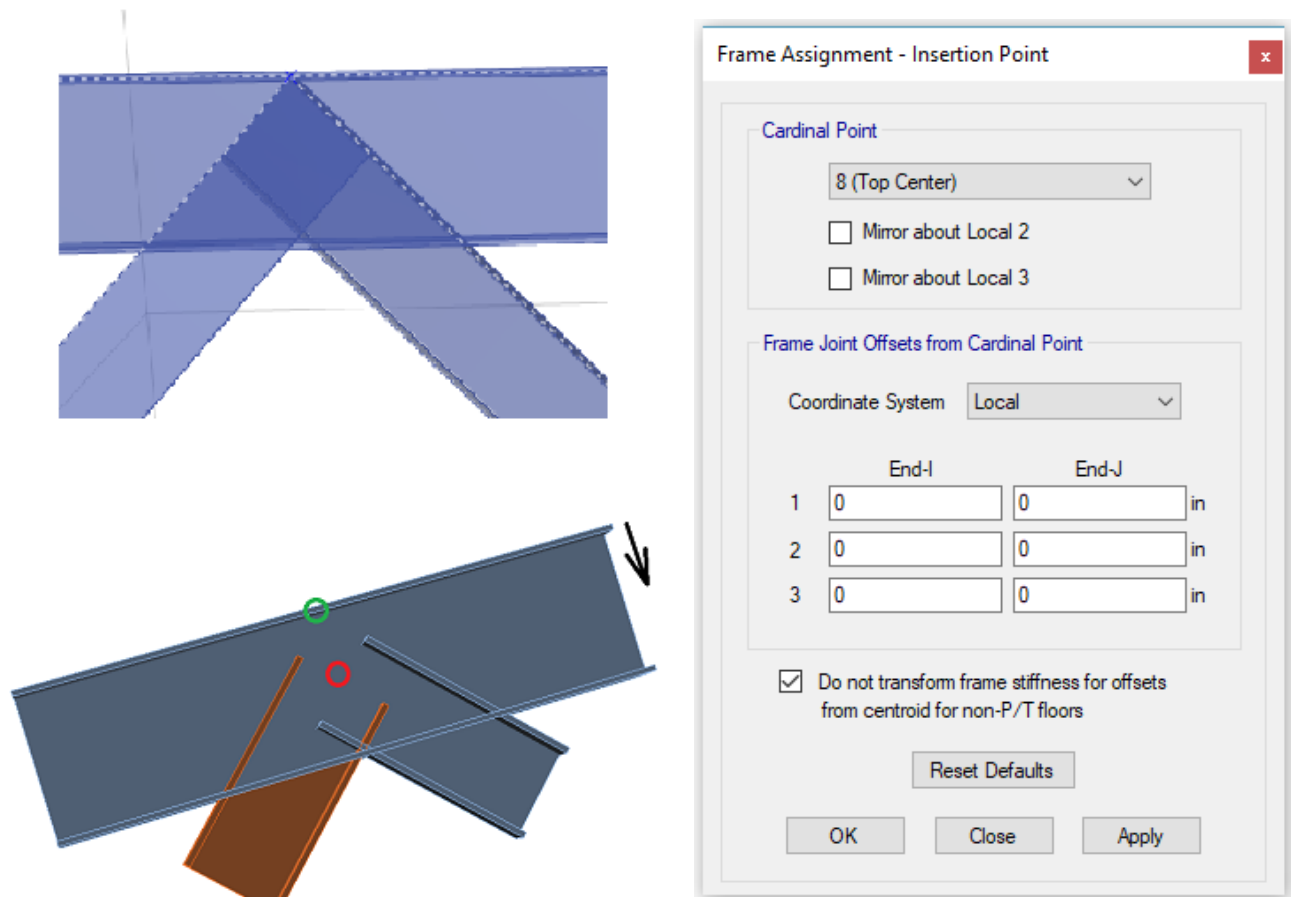 Frame Assignment - Insertion Point
x
Cardinal Point
8 (Top Center)
Mirror about Local 2
Mirror about Local 3
Frame Joint Offsets from Cardinal Point
Coordinate System Local
End-I End-J
1 0 0 in
2 0 0 in
3 0 0 in
Do not transform frame stiffness for offsets
from centroid for non-P/T floors
Reset Defaults
OK Close Apply